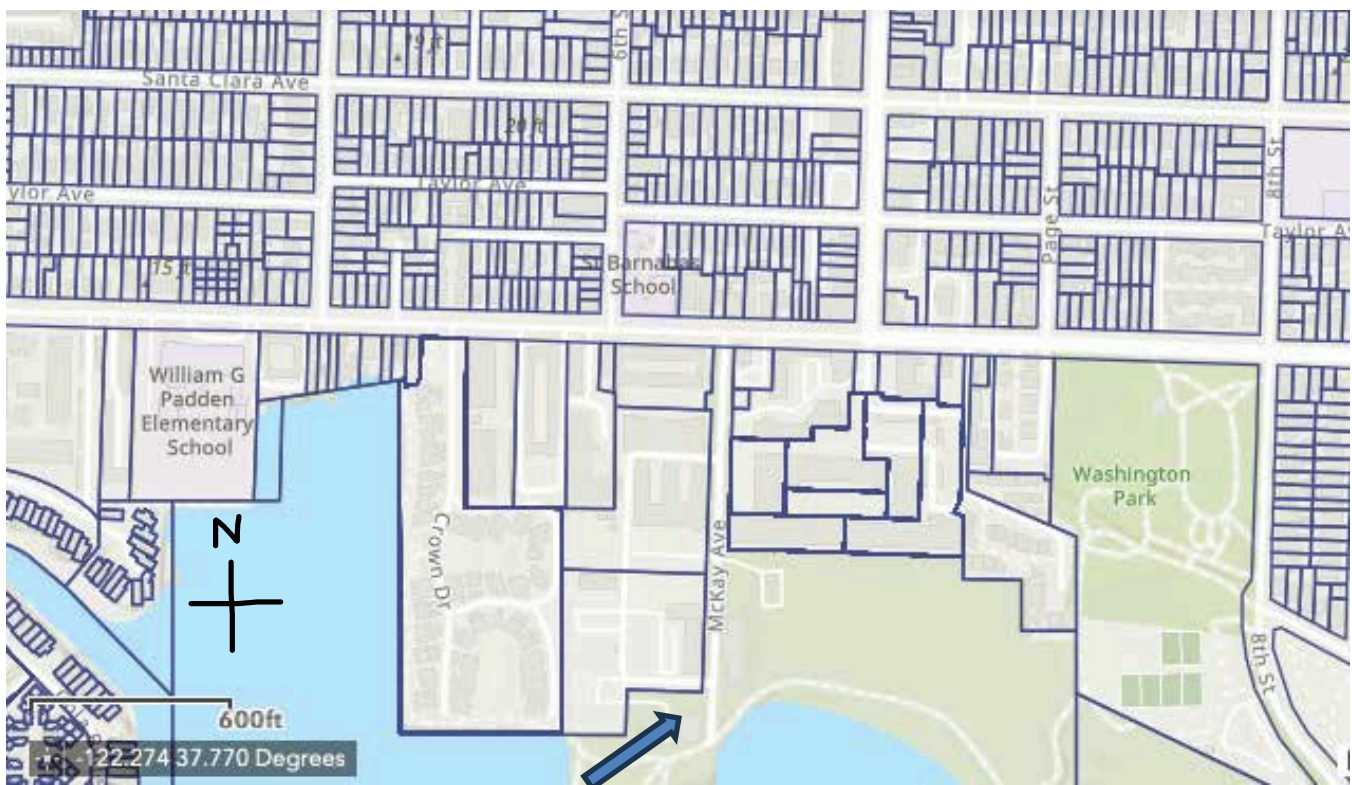 19 ft
6th S
Santa Clara Ave
20 ft
8th St
ylor Ave
Taylor Ave
Page St
Taylor Av
15 ft
St Barnabas
School
William G
Padden
Elementary
School
Washington
Park
N
Crown Dr
McKay Ave
8th St
600ft
-122.274 37.770 Degrees